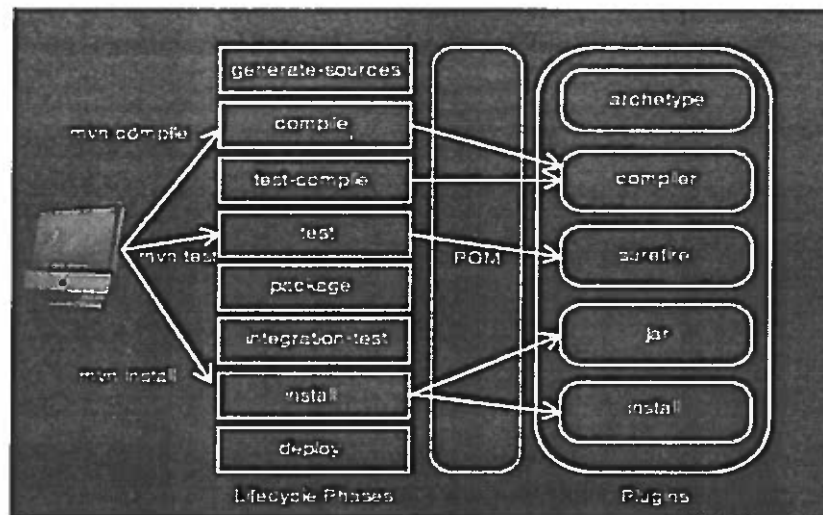 generate-sources
archetype
mvn compile
compile
test-compile
compiler
test
mvn test
POM
surefire
package
integration-test
jar
mvn install
install
install
deploy
Lifecycle Phases
Plugins